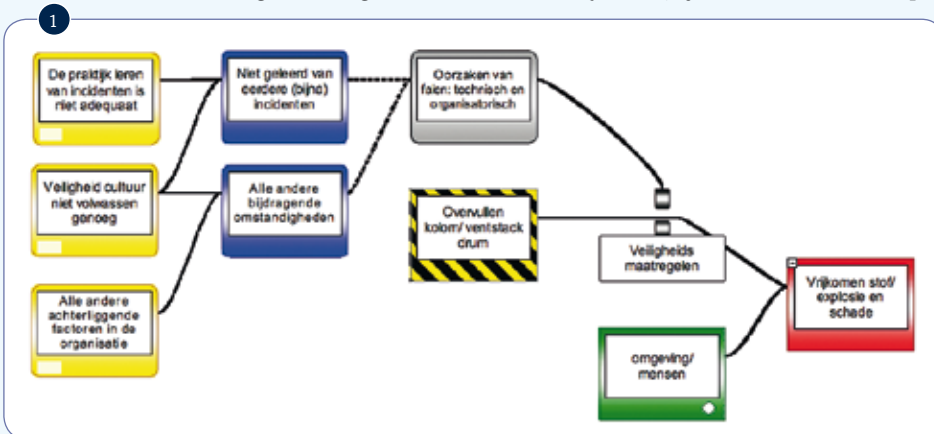 1
De praktijk leren
van incidenten is
niet adequaat
Niet geleerd van
eerdere (bijna)
incidenten
Oorzaken van
falen: technisch en
organisatorisch
Veiligheid cultuur
niet volwassen
genoeg
Alle andere
bijdragende
omstandigheden
Overvullen
kolom/ ventstack
drum
Veiligheids
maatregelen
Vrijkomen stof/
explosie en
schade
Alle andere
achterliggende
factoren in de
organisatie
omgeving/
mensen